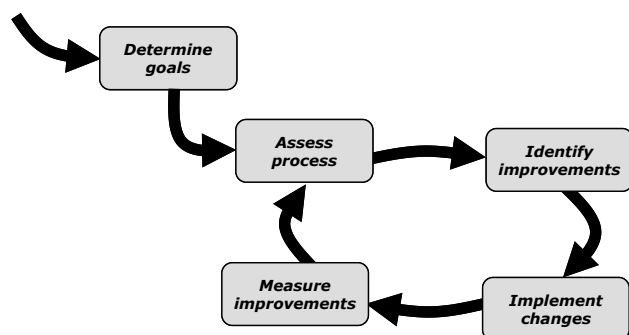 Determine
goals
Assess
process
Identify
improvements
Measure
improvements
Implement
changes